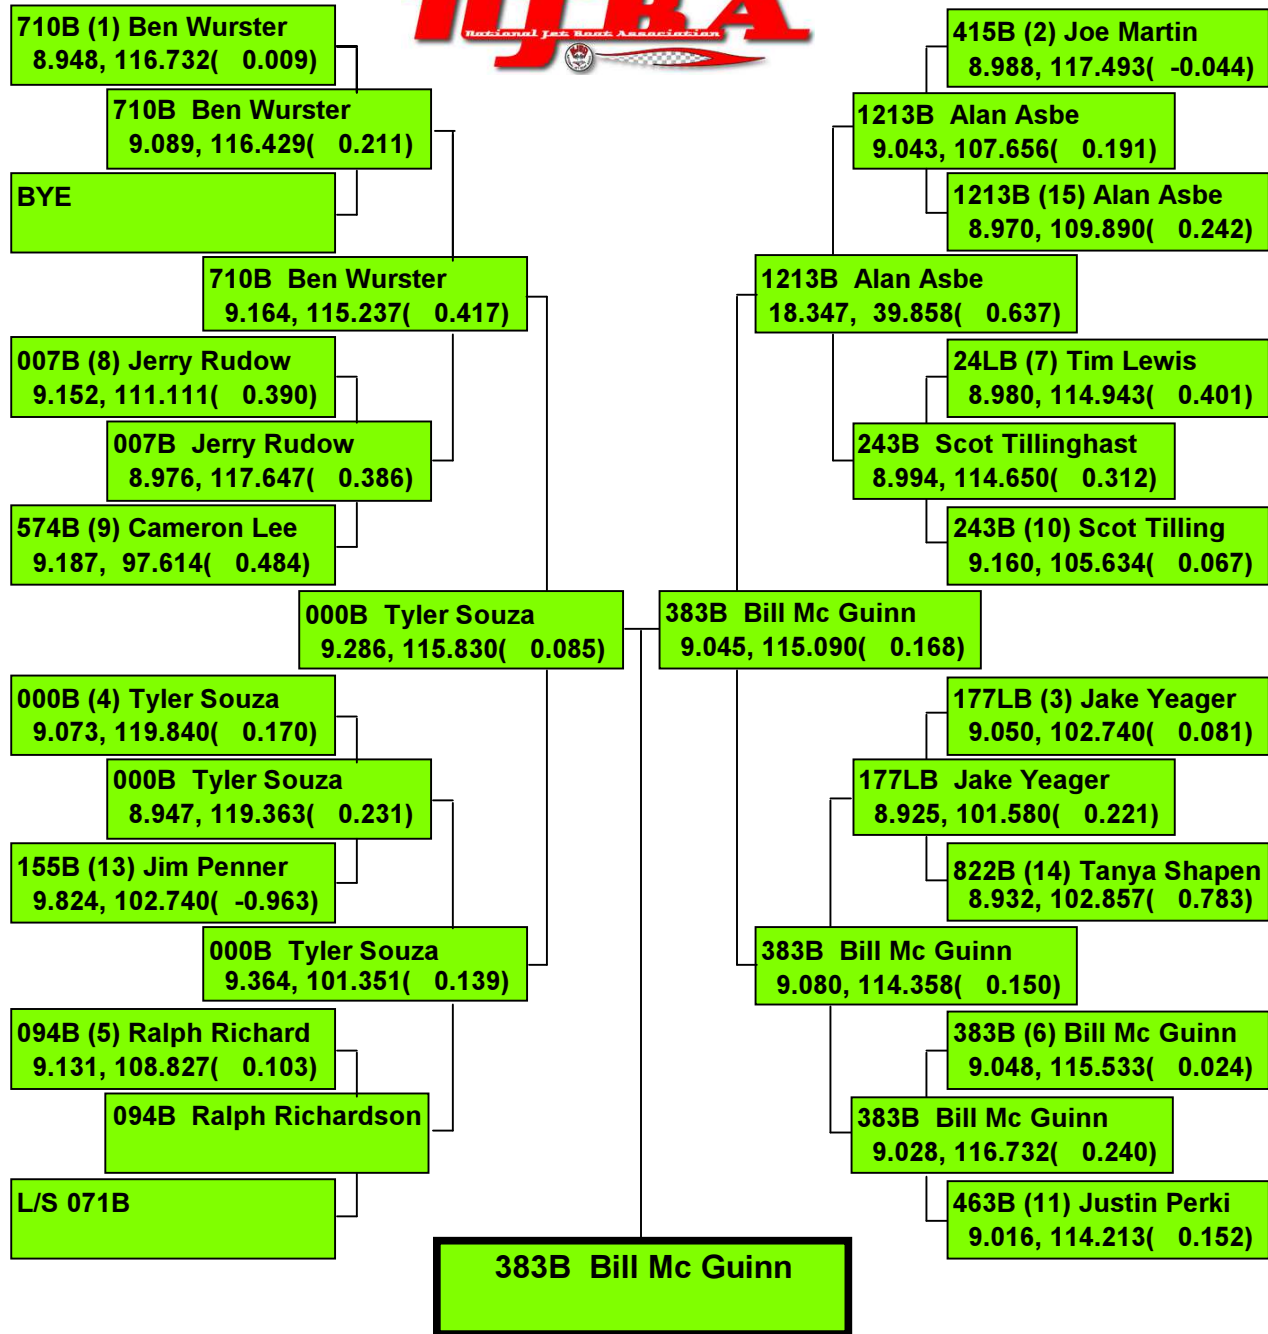 NJBA
National Jet Boat Association
710B (1) Ben Wurster
8.948, 116.732( 0.009)
710B Ben Wurster
9.089, 116.429( 0.211)
BYE
710B Ben Wurster
9.164, 115.237( 0.417)
007B (8) Jerry Rudow
9.152, 111.111( 0.390)
007B Jerry Rudow
8.976, 117.647( 0.386)
574B (9) Cameron Lee
9.187, 97.614( 0.484)
000B Tyler Souza
9.286, 115.830( 0.085)
000B (4) Tyler Souza
9.073, 119.840( 0.170)
000B Tyler Souza
8.947, 119.363( 0.231)
155B (13) Jim Penner
9.824, 102.740( -0.963)
000B Tyler Souza
9.364, 101.351( 0.139)
094B (5) Ralph Richard
9.131, 108.827( 0.103)
094B Ralph Richardson
L/S 071B
415B (2) Joe Martin
8.988, 117.493( -0.044)
1213B Alan Asbe
9.043, 107.656( 0.191)
1213B (15) Alan Asbe
8.970, 109.890( 0.242)
1213B Alan Asbe
18.347, 39.858( 0.637)
24LB (7) Tim Lewis
8.980, 114.943( 0.401)
243B Scot Tillinghast
8.994, 114.650( 0.312)
243B (10) Scot Tilling
9.160, 105.634( 0.067)
383B Bill Mc Guinn
9.045, 115.090( 0.168)
177LB (3) Jake Yeager
9.050, 102.740( 0.081)
177LB Jake Yeager
8.925, 101.580( 0.221)
822B (14) Tanya Shapen
8.932, 102.857( 0.783)
383B Bill Mc Guinn
9.080, 114.358( 0.150)
383B (6) Bill Mc Guinn
9.048, 115.533( 0.024)
383B Bill Mc Guinn
9.028, 116.732( 0.240)
463B (11) Justin Perki
9.016, 114.213( 0.152)
383B Bill Mc Guinn